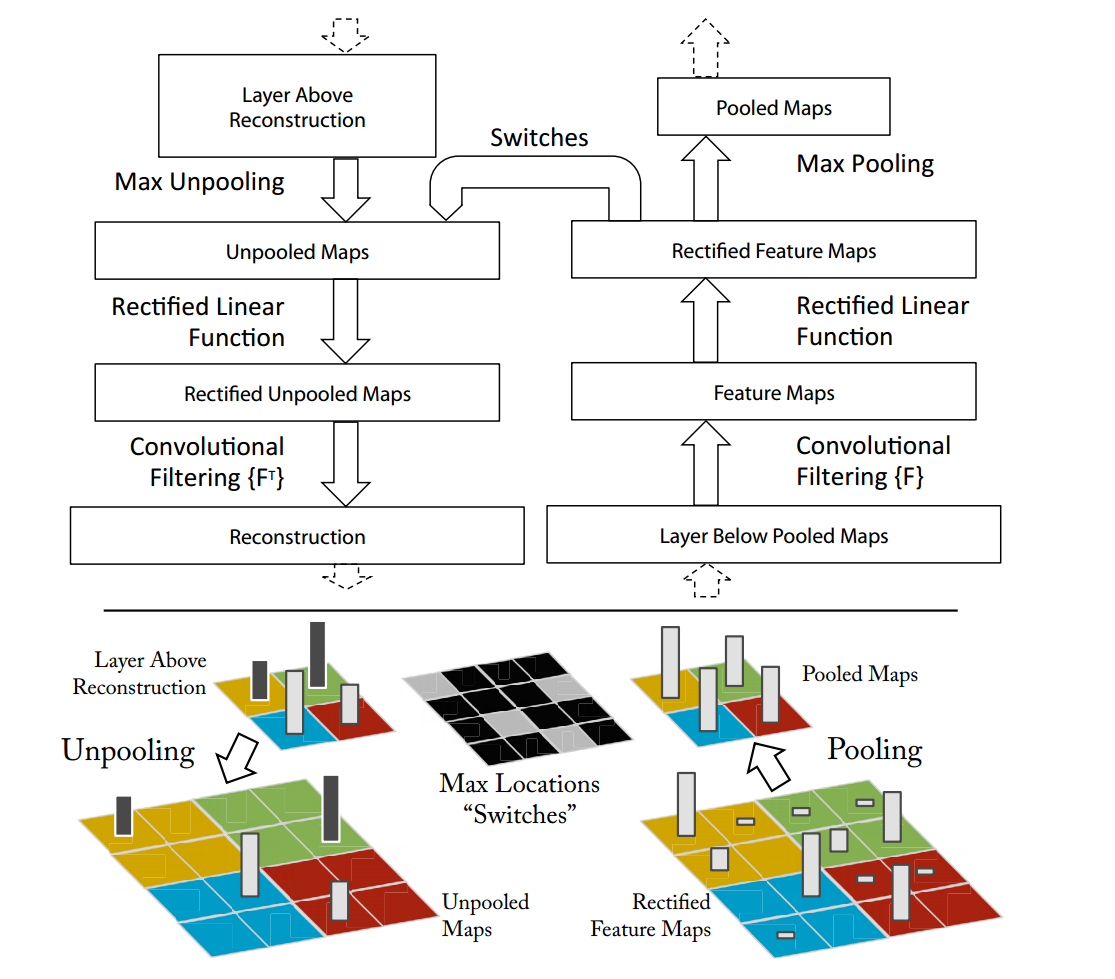 Layer Above
Reconstruction
Pooled Maps
Switches
Max Unpooling
Max Pooling
Unpooled Maps
Rectified Feature Maps
Rectified Linear
Function
Rectified Linear
Function
Rectified Unpooled Maps
Feature Maps
Convolutional
Filtering {Fᵀ}
Convolutional
Filtering {F}
Reconstruction
Layer Below Pooled Maps
Layer Above
Reconstruction
Pooled Maps
Unpooling
Pooling
Max Locations
“Switches”
Unpooled
Maps
Rectified
Feature Maps